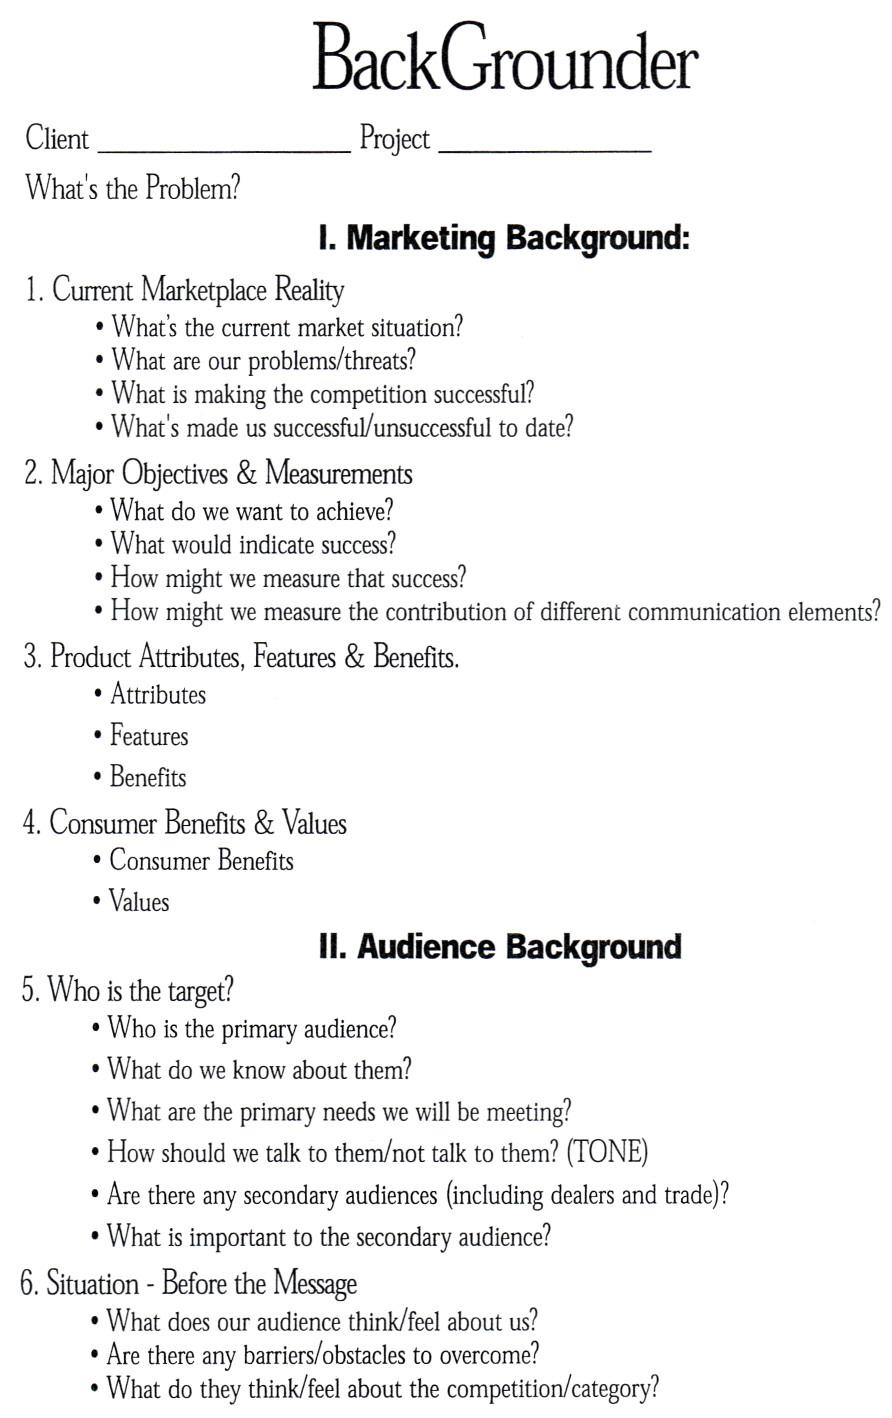 BackGrounder
Client ____________________ Project _________________
What's the Problem?
I. Marketing Background:
1. Current Marketplace Reality
• What's the current market situation?
• What are our problems/threats?
• What is making the competition successful?
• What's made us successful/unsuccessful to date?
2. Major Objectives & Measurements
• What do we want to achieve?
• What would indicate success?
• How might we measure that success?
• How might we measure the contribution of different communication elements?
3. Product Attributes, Features & Benefits.
• Attributes
• Features
• Benefits
4. Consumer Benefits & Values
• Consumer Benefits
• Values
II. Audience Background
5. Who is the target?
• Who is the primary audience?
• What do we know about them?
• What are the primary needs we will be meeting?
• How should we talk to them/not talk to them? (TONE)
• Are there any secondary audiences (including dealers and trade)?
• What is important to the secondary audience?
6. Situation - Before the Message
• What does our audience think/feel about us?
• Are there any barriers/obstacles to overcome?
• What do they think/feel about the competition/category?